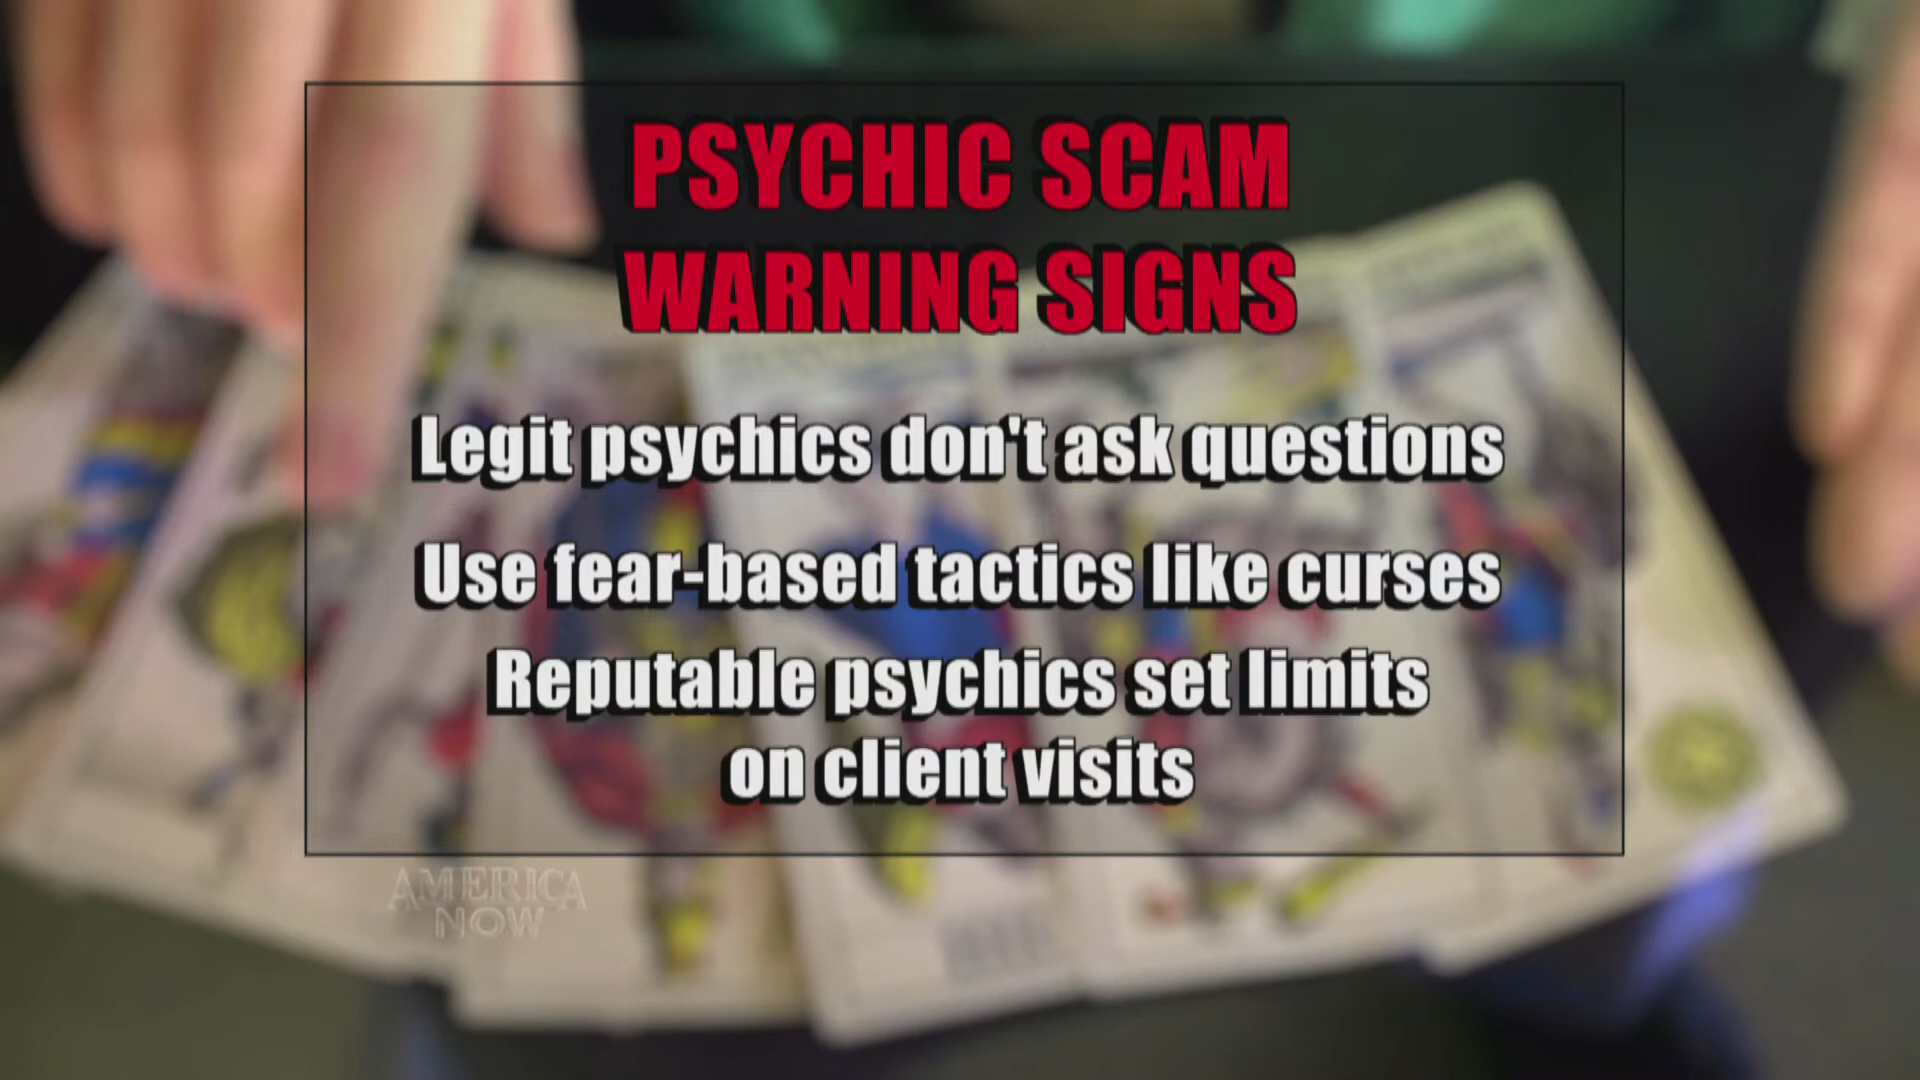 PSYCHIC SCAM
WARNING SIGNS
Legit psychics don't ask questions
Use fear-based tactics like curses
Reputable psychics set limits
on client visits
AMERICA
NOW